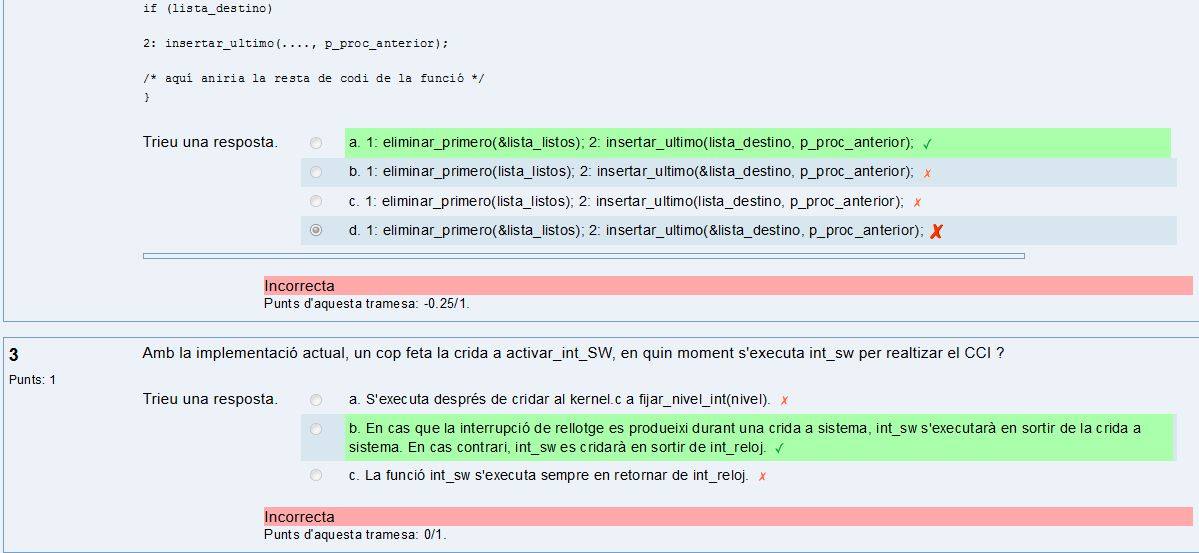 if (lista_destino)
2: insertar_ultimo(...., p_proc_anterior);
/* aquí aniria la resta de codi de la funció */
}
Trieu una resposta.
a. 1: eliminar_primero(&lista_listos); 2: insertar_ultimo(lista_destino, p_proc_anterior); ✓
b. 1: eliminar_primero(lista_listos); 2: insertar_ultimo(&lista_destino, p_proc_anterior); ✗
c. 1: eliminar_primero(lista_listos); 2: insertar_ultimo(lista_destino, p_proc_anterior); ✗
d. 1: eliminar_primero(&lista_listos); 2: insertar_ultimo(&lista_destino, p_proc_anterior); ✗
Incorrecta
Punts d'aquesta tramesa: -0.25/1.
3
Amb la implementació actual, un cop feta la crida a activar_int_SW, en quin moment s'executa int_sw per realtizar el CCI ?
Punts: 1
Trieu una resposta.
a. S'executa després de cridar al kernel.c a fijar_nivel_int(nivel). ✗
b. En cas que la interrupció de rellotge es produeixi durant una crida a sistema, int_sw s'executarà en sortir de la crida a
sistema. En cas contrari, int_sw es cridarà en sortir de int_reloj. ✓
c. La funció int_sw s'executa sempre en retornar de int_reloj. ✗
Incorrecta
Punts d'aquesta tramesa: 0/1.